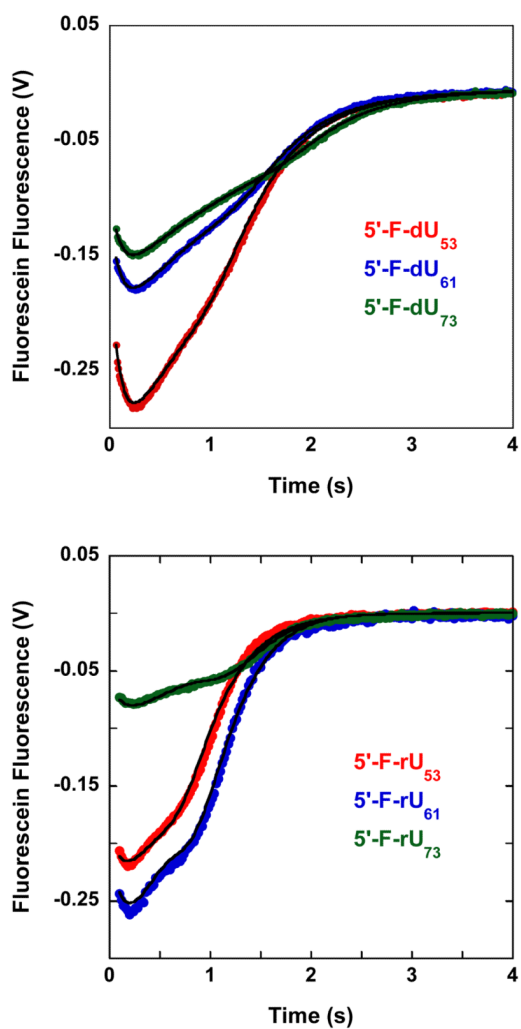 0.05
-0.05
-0.15
-0.25
Fluorescein Fluorescence (V)
5'-F-dU53
5'-F-dU61
5'-F-dU73
0 1 2 3 4
Time (s)
0.05
-0.05
-0.15
-0.25
Fluorescein Fluorescence (V)
5'-F-rU53
5'-F-rU61
5'-F-rU73
0 1 2 3 4
Time (s)